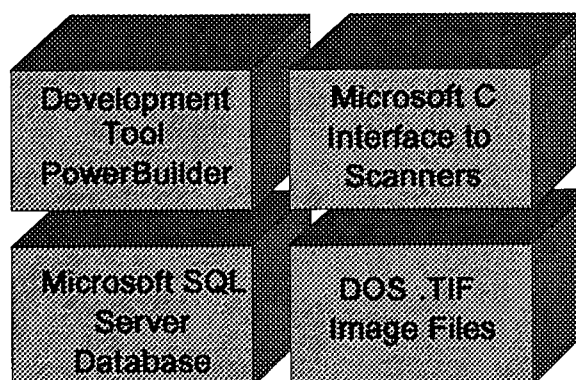 Development
Tool
PowerBuilder
Microsoft C
Interface to
Scanners
Microsoft SQL
Server
Database
DOS .TIF
Image Files